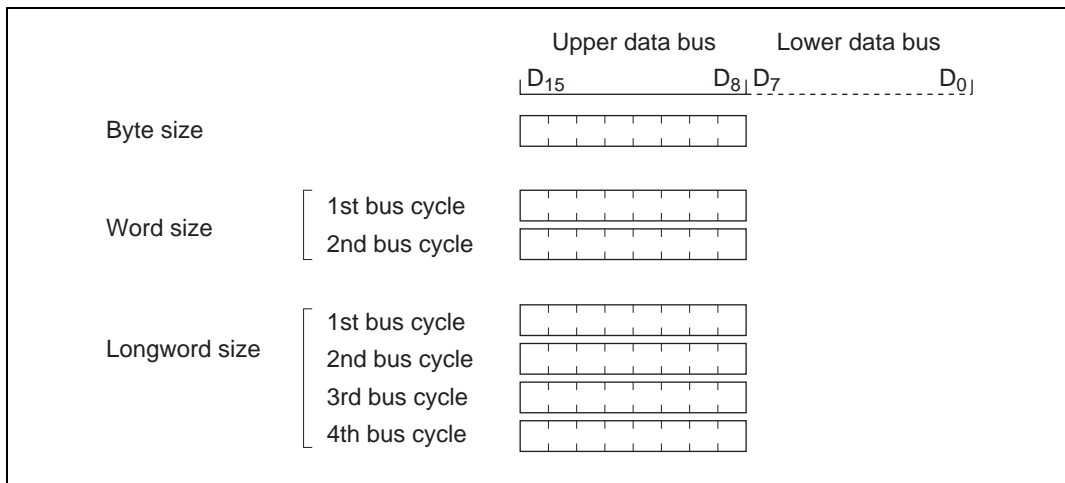 Upper data bus Lower data bus
D15 D8 D7 D0
Byte size
Word size
1st bus cycle
2nd bus cycle
Longword size
1st bus cycle
2nd bus cycle
3rd bus cycle
4th bus cycle